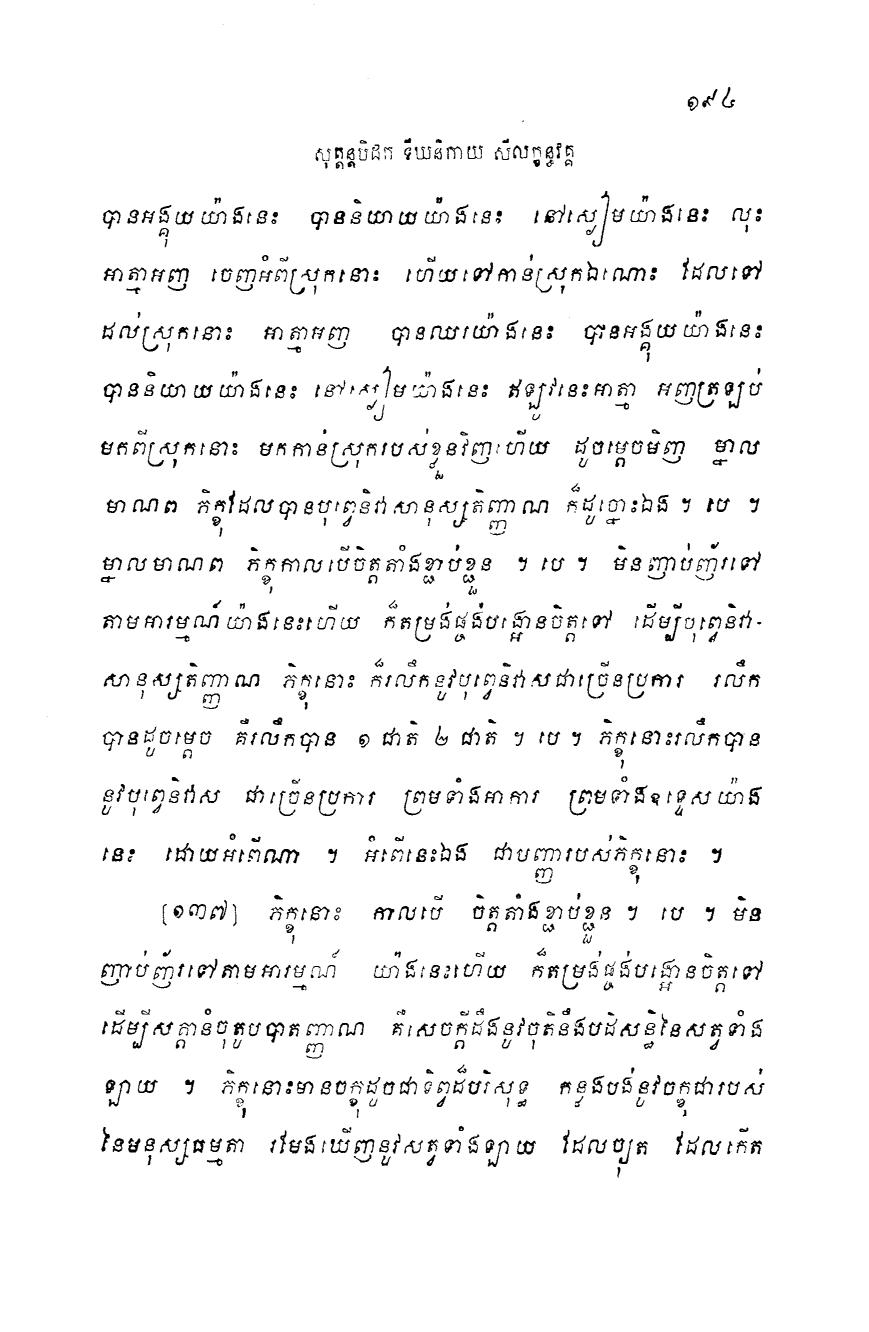 ១៩៤
សុត្តន្តបិដក ទីឃនិកាយ សីលក្ខន្ធវគ្គ
បានអង្គុយយ៉ាងនេះ បាននិយាយយ៉ាងនេះ នៅស្ងៀមយ៉ាងនេះ លុះ
អាត្មាអញ ចេញអំពីស្រុកនោះ ហើយទៅកាន់ស្រុកឯណោះ ដែលទៅ
ដល់ស្រុកនោះ អាត្មាអញ បានឈរយ៉ាងនេះ បានអង្គុយយ៉ាងនេះ
បាននិយាយយ៉ាងនេះ នៅស្ងៀមយ៉ាងនេះ ឥឡូវនេះអាត្មា អញត្រឡប់
មកពីស្រុកនោះ មកកាន់ស្រុករបស់ខ្លួនវិញហើយ ដូចម្តេចមិញ ម្នាល
មាណព ភិក្ខុដែលបានបុព្វេនិវាសានុស្សតិញ្ញាណ ក៏ដូច្នោះឯង ។ បេ ។
ម្នាលមាណព ភិក្ខុកាលបើចិត្តតាំងខ្ជាប់ខ្ជួន ។ បេ ។ មិនញាប់ញ័រទៅ
តាមអារម្មណ៍យ៉ាងនេះហើយ ក៏តម្រង់ផ្ចង់បង្អោនចិត្តទៅ ដើម្បីបុព្វេនិវា-
សានុស្សតិញ្ញាណ ភិក្ខុនោះ ក៏រលឹកនូវបុព្វេនិវាសជាច្រើនប្រការ រលឹក
បានដូចម្តេច គឺរលឹកបាន ១ ជាតិ ២ ជាតិ ។ បេ ។ ភិក្ខុនោះរលឹកបាន
នូវបុព្វេនិវាស ជាច្រើនប្រការ ព្រមទាំងអាការ ព្រមទាំងឧទ្ទេសយ៉ាង
នេះ ដោយអំពើណា ។ អំពើនេះឯង ជាបញ្ញារបស់ភិក្ខុនោះ ។
[១៣៧] ភិក្ខុនោះ កាលបើ ចិត្តតាំងខ្ជាប់ខ្ជួន ។ បេ ។ មិន
ញាប់ញ័រទៅតាមអារម្មណ៍ យ៉ាងនេះហើយ ក៏តម្រង់ផ្ចង់បង្អោនចិត្តទៅ
ដើម្បីសត្តានំចុតូបបាតញ្ញាណ គឺសេចក្តីដឹងនូវចុតិនឹងបដិសន្ធិនៃសត្វទាំង
ឡាយ ។ ភិក្ខុនោះមានចក្ខុដូចជាទិព្វដ៏បរិសុទ្ធ កន្លងបង់នូវចក្ខុជារបស់
នៃមនុស្សធម្មតា រមែងឃើញនូវសត្វទាំងឡាយ ដែលច្យុត ដែលកើត